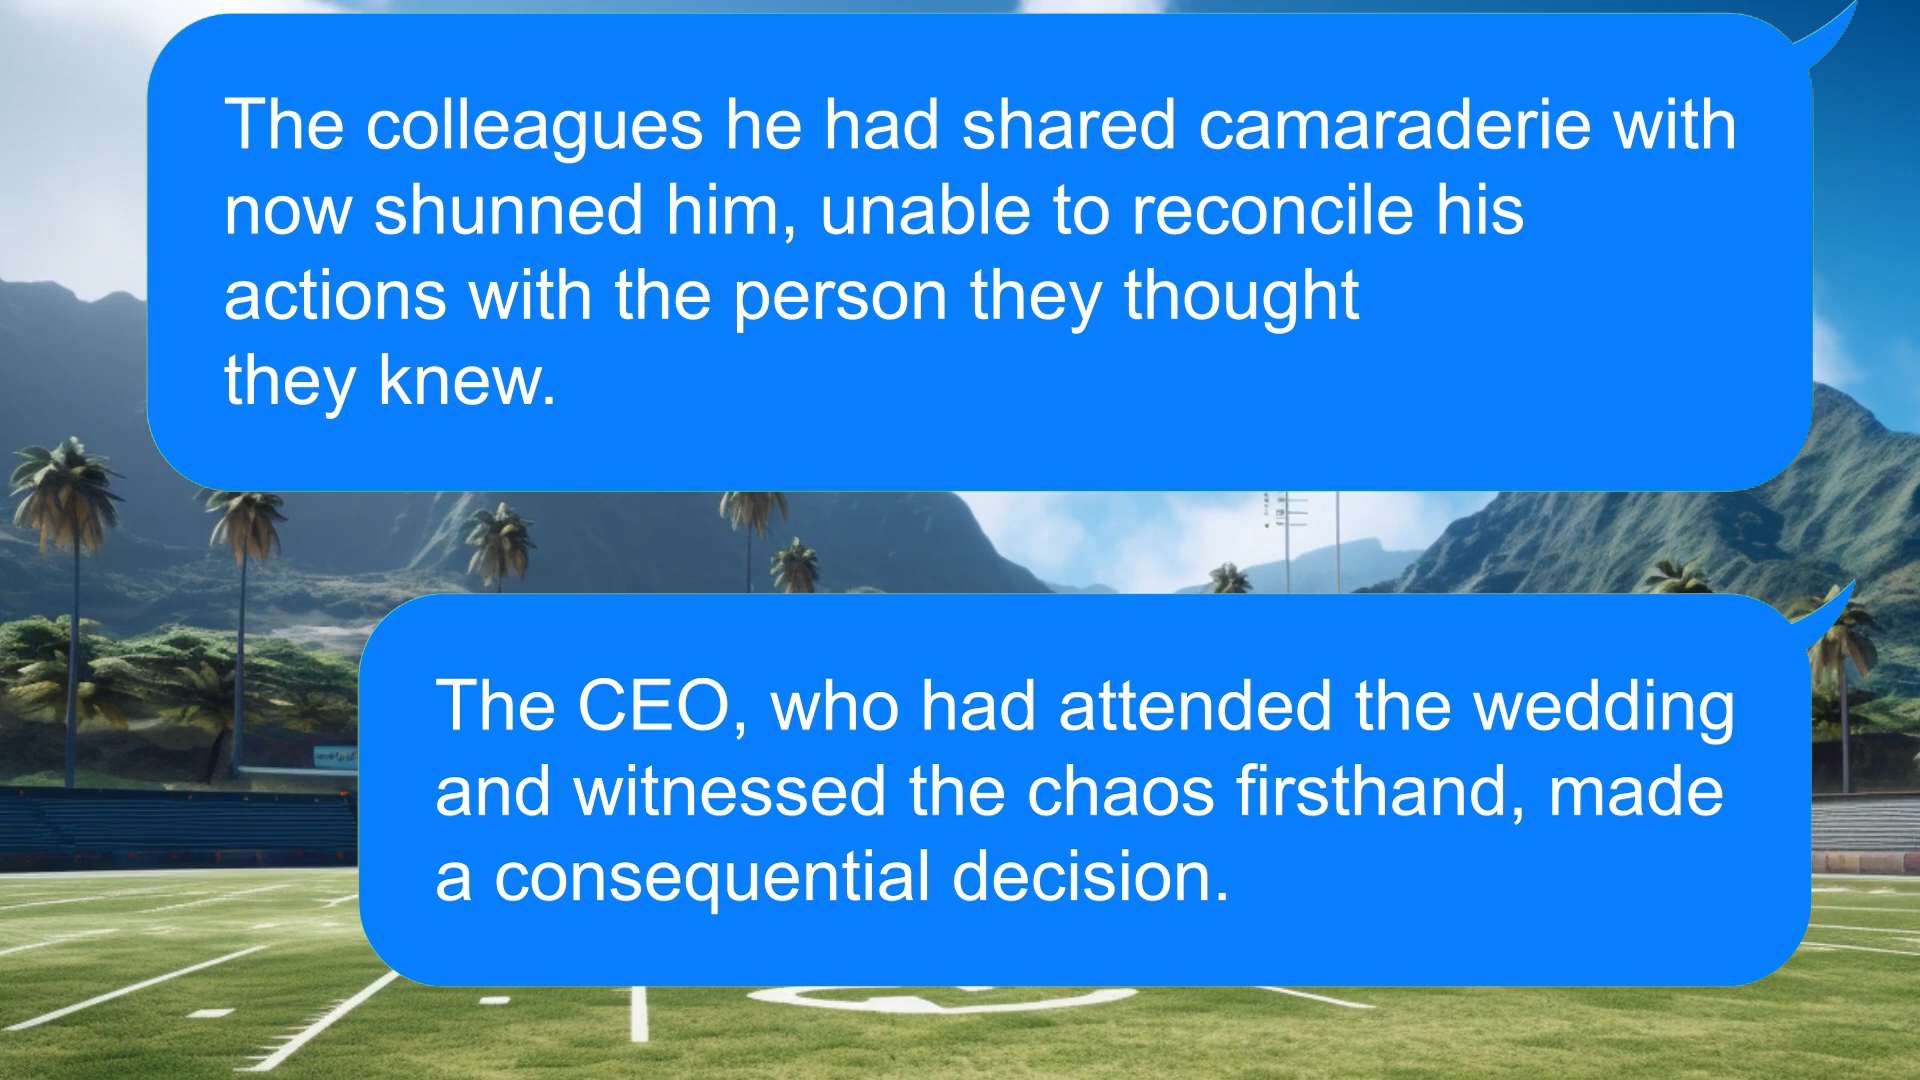 The colleagues he had shared camaraderie with
now shunned him, unable to reconcile his
actions with the person they thought
they knew.
The CEO, who had attended the wedding
and witnessed the chaos firsthand, made
a consequential decision.